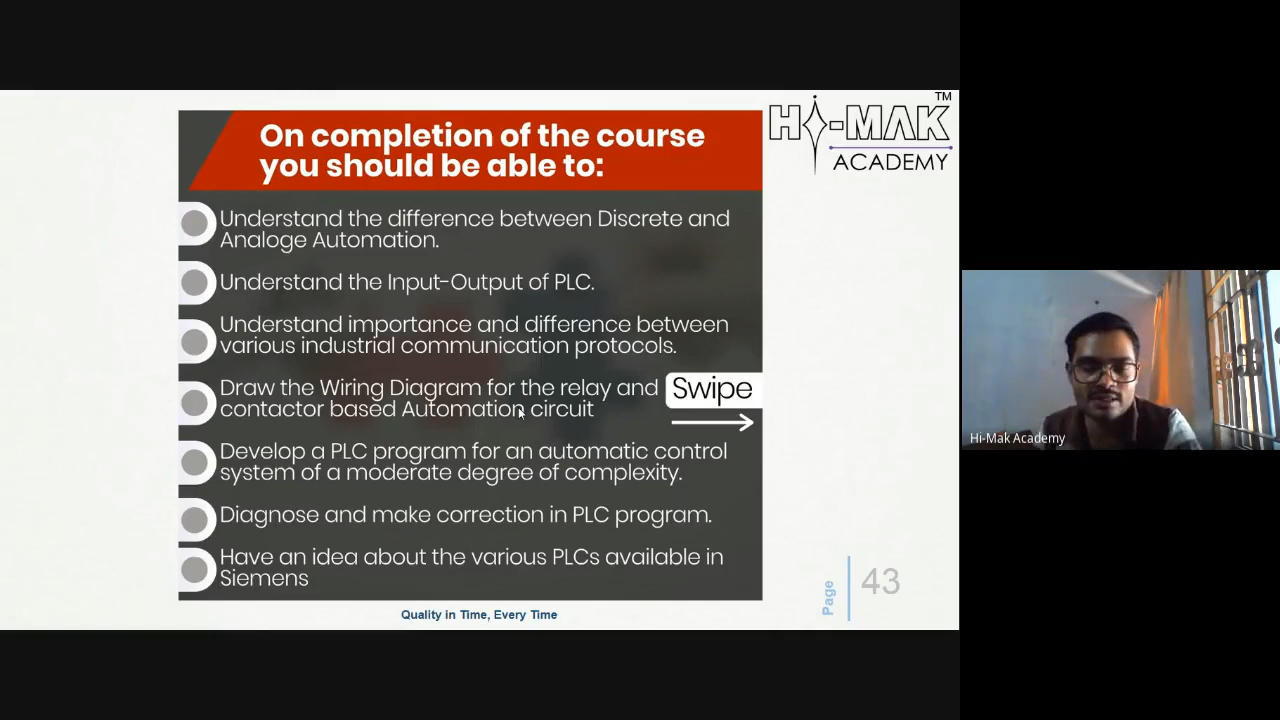 TM
HI-MAK
ACADEMY
On completion of the course
you should be able to:
Understand the difference between Discrete and
Analoge Automation.
Understand the Input-Output of PLC.
Understand importance and difference between
various industrial communication protocols.
Draw the Wiring Diagram for the relay and
contactor based Automation circuit
Swipe
Develop a PLC program for an automatic control
system of a moderate degree of complexity.
Diagnose and make correction in PLC program.
Have an idea about the various PLCs available in
Siemens
Quality in Time, Every Time
Page
43
Hi-Mak Academy